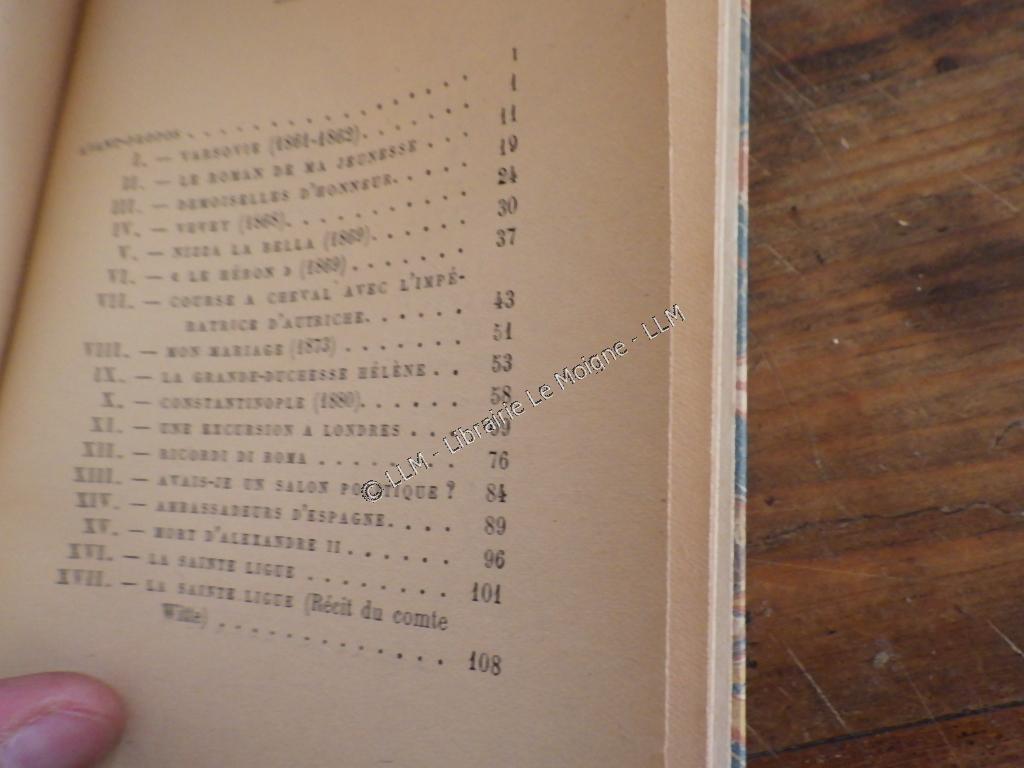 AVANT-PROPOS . . . . . . . . . . . . . . I
I. — VARSOVIE (1861-1862). . . . . . . 1
II. — LE ROMAN DE MA JEUNESSE . . . 11
III. — DEMOISELLES D'HONNEUR. . . . . 19
IV. — VEVEY (1868). . . . . . . . . . 24
V. — NIZZA LA BELLA (1869). . . . . . 30
VI. — « LE HÉRON » (1869) . . . . . . . 37
VII. — COURSE A CHEVAL AVEC L'IMPÉ-
RATRICE D'AUTRICHE. . . . . . 43
VIII. — MON MARIAGE (1873) . . . . . . . 51
IX. — LA GRANDE-DUCHESSE HÉLÈNE . . 53
X. — CONSTANTINOPLE (1880). . . . . . 58
XI. — UNE EXCURSION A LONDRES . . .
XII. — RICORDI DI ROMA . . . . . . . . 76
XIII. — AVAIS-JE UN SALON POLITIQUE ? 84
XIV. — AMBASSADEURS D'ESPAGNE. . . . 89
XV. — MORT D'ALEXANDRE II . . . . . . 96
XVI. — LA SAINTE LIGUE . . . . . . . . 101
XVII. — LA SAINTE LIGUE (Récit du comte
Witte) . . . . . . . . . . . . . 108
© LLM - Librairie Le Moigne - LLM